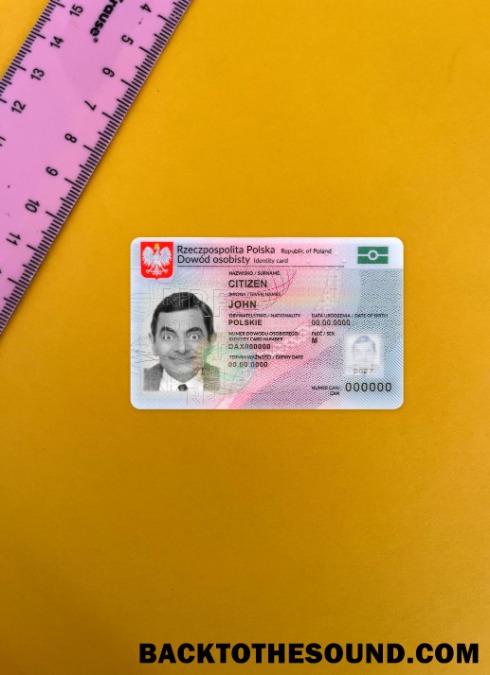 15
14
13
12
Krause®
4
5
6
7
8
9
10
11
Rzeczpospolita Polska Republic of Poland
Dowód osobisty Identity card
NAZWISKO / SURNAME
CITIZEN
IMIONA / GIVEN NAMES
JOHN
OBYWATELSTWO / NATIONALITY DATA URODZENIA / DATE OF BIRTH
POLSKIE 00.00.0000
NUMER DOWODU OSOBISTEGO PŁEĆ / SEX
IDENTITY CARD NUMBER M
DAX000000
TERMIN WAŻNOŚCI / EXPIRY DATE
00.00.0000
NUMER CAN/ 000000
CAN
BACKTOTHESOUND.COM